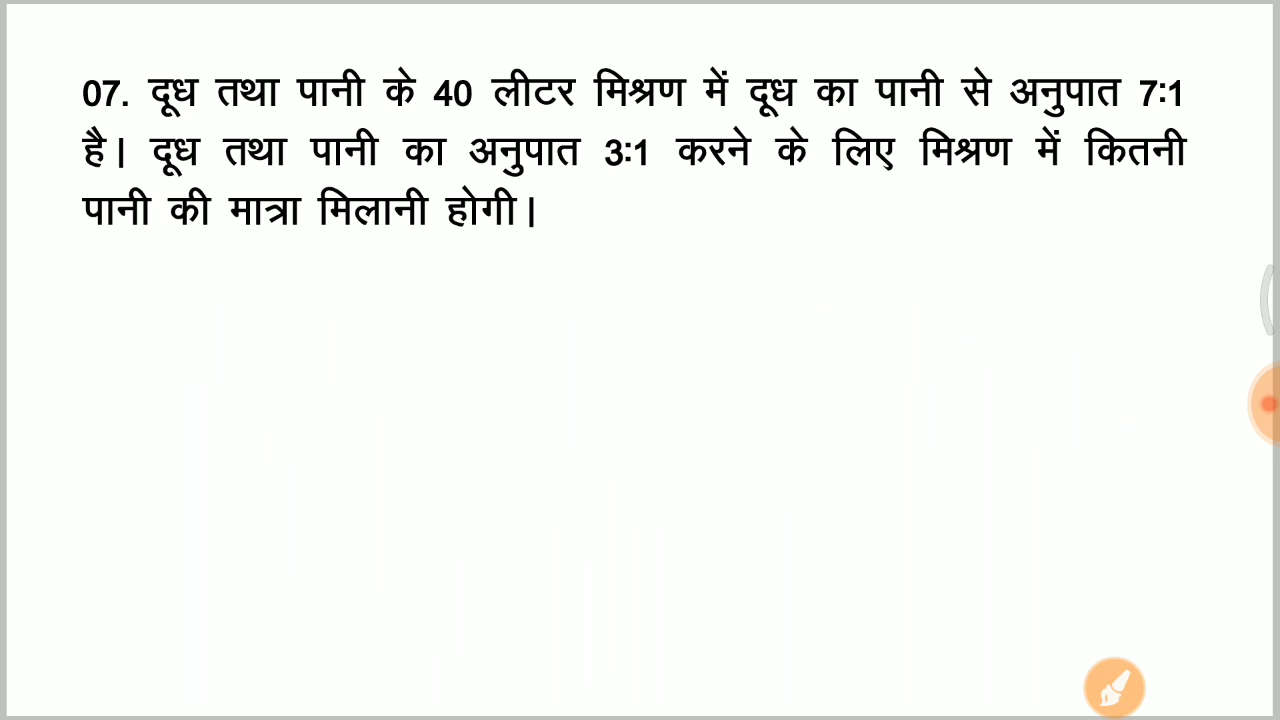 07. दूध तथा पानी के 40 लीटर मिश्रण में दूध का पानी से अनुपात 7:1
है। दूध तथा पानी का अनुपात 3:1 करने के लिए मिश्रण में कितनी
पानी की मात्रा मिलानी होगी।